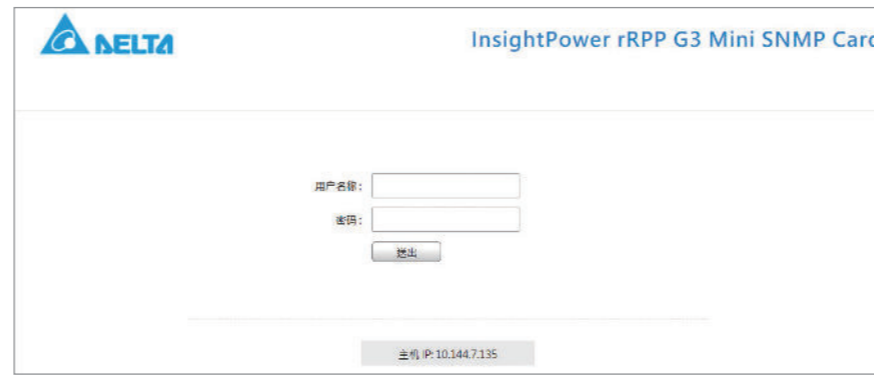 DELTA
InsightPower rRPP G3 Mini SNMP Card
用户名称:
密码:
送出
主机 IP: 10.144.7.135